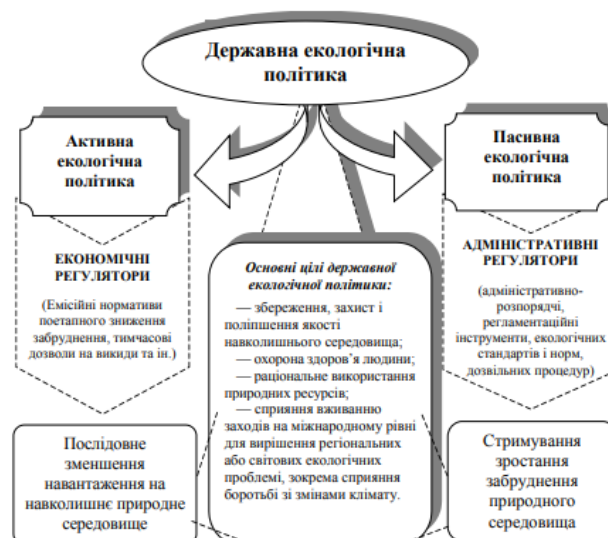 Державна екологічна
політика
Активна
екологічна
політика
Пасивна
екологічна
політика
ЕКОНОМІЧНІ
РЕГУЛЯТОРИ
(Емісійні нормативи
поетапного зниження
забруднення, тимчасові
дозволи на викиди та ін.)
Основні цілі державної
екологічної політики:
— збереження, захист і
поліпшення якості
навколишнього середовища;
— охорона здоров’я людини;
— раціональне використання
природних ресурсів;
— сприяння вживанню
заходів на міжнародному рівні
для вирішення регіональних
або світових екологічних
проблемі, зокрема сприяння
боротьбі зі змінами клімату.
АДМІНІСТРАТИВНІ
РЕГУЛЯТОРИ
(адміністративно-
розпорядчі,
регламентаційні
інструменти, екологічних
стандартів і норм,
дозвільних процедур)
Послідовне
зменшення
навантаження на
навколишнє природне
середовище
Стримування
зростання
забруднення
природного
середовища